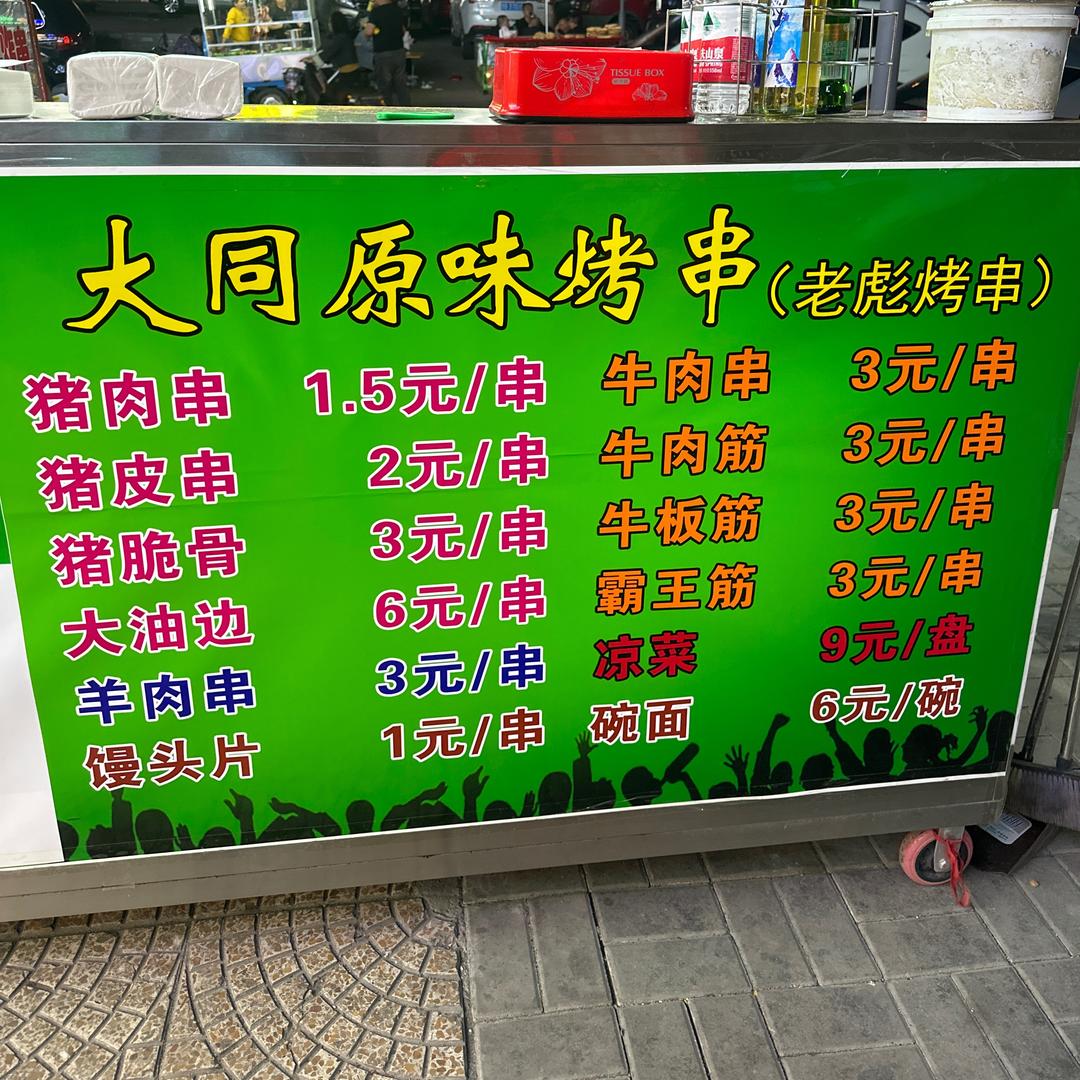 TISSUE BOX
大同原味烤串（老彪烤串）
猪肉串 1.5元/串 牛肉串 3元/串
猪皮串 2元/串 牛肉筋 3元/串
猪脆骨 3元/串 牛板筋 3元/串
大油边 6元/串 霸王筋 3元/串
羊肉串 3元/串 凉菜 9元/盘
馒头片 1元/串 碗面 6元/碗